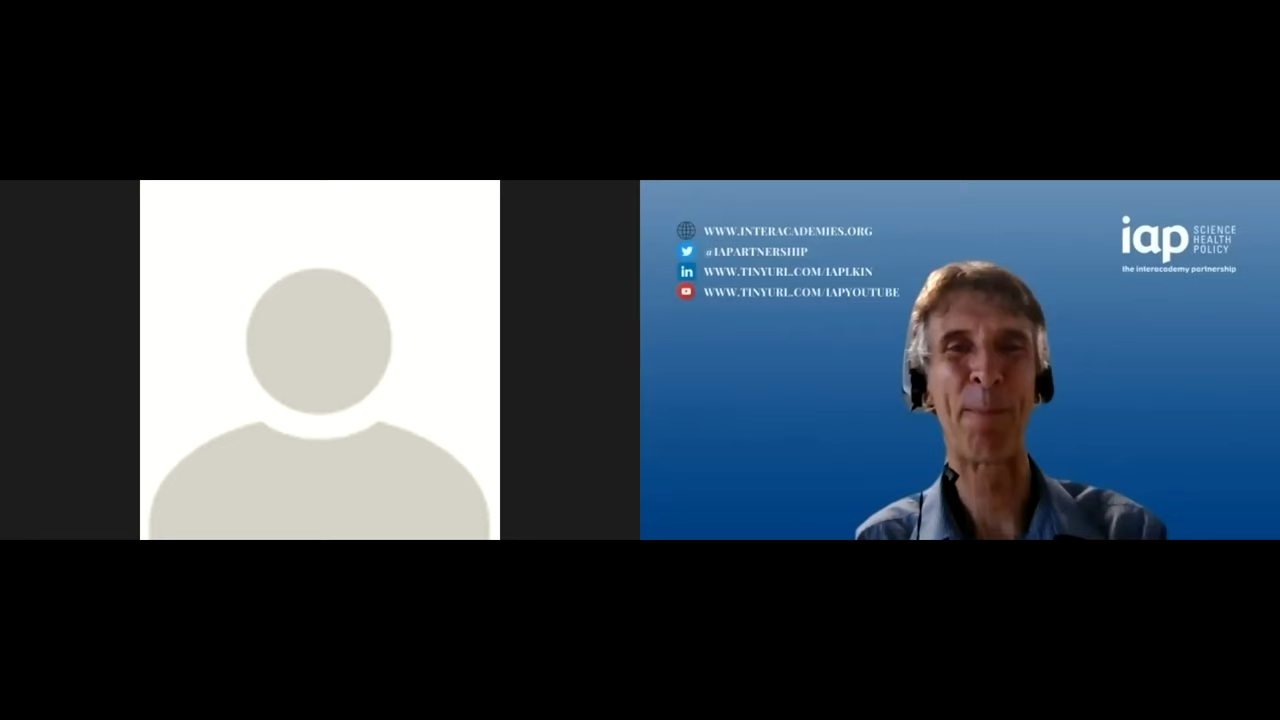 WWW.INTERACADEMIES.ORG
@IAPARTNERSHIP
WWW.TINYURL.COM/IAPLKIN
WWW.TINYURL.COM/IAPYOUTUBE
iap SCIENCE
HEALTH
POLICY
the interacademy partnership